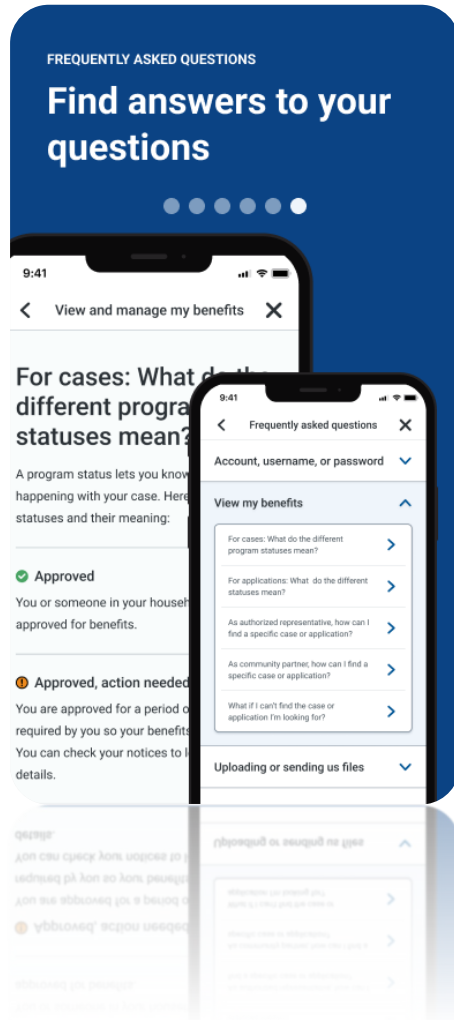 FREQUENTLY ASKED QUESTIONS
Find answers to your
questions
9:41
View and manage my benefits
For cases: What do the
different progra
statuses mean?
A program status lets you know
happening with your case. Here
statuses and their meaning:
Approved
You or someone in your househ
approved for benefits.
Approved, action needed
You are approved for a period o
required by you so your benefits
You can check your notices to l
details.
9:41
Frequently asked questions
Account, username, or password
View my benefits
For cases: What do the different
program statuses mean?
For applications: What do the different
statuses mean?
As authorized representative, how can I
find a specific case or application?
As community partner, how can I find a
specific case or application?
What if I can't find the case or
application I'm looking for?
Uploading or sending us files